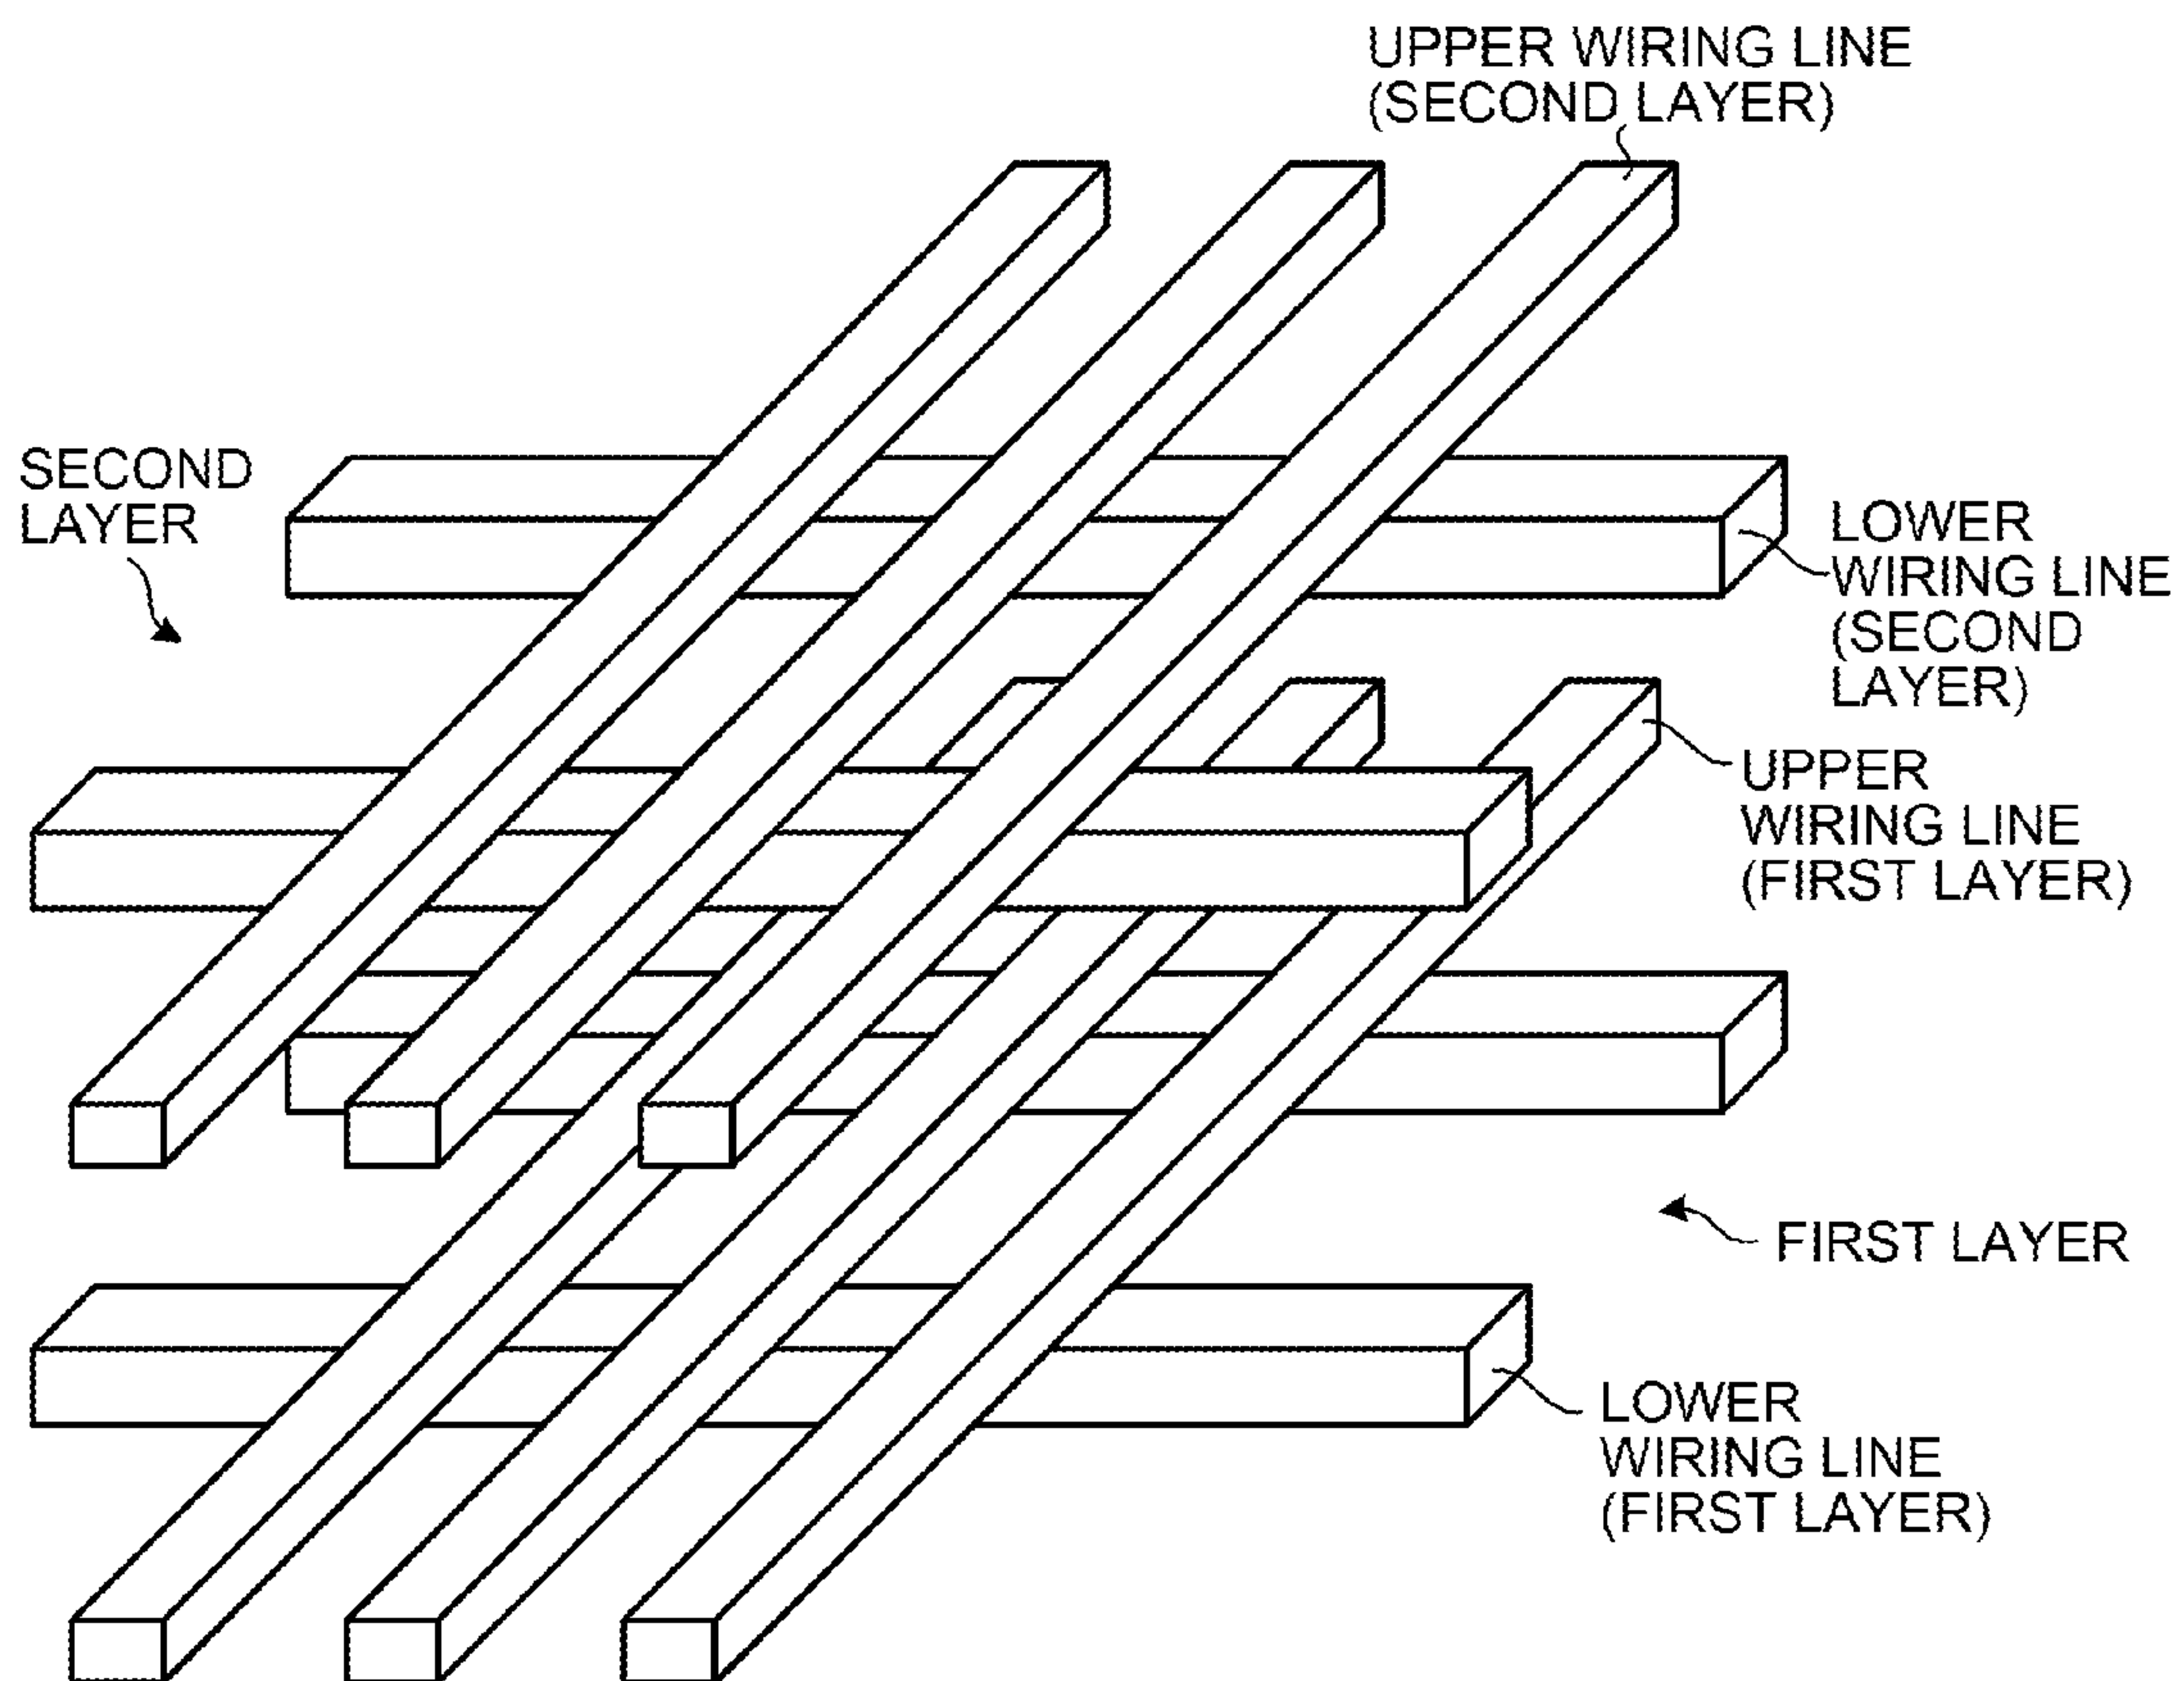 UPPER WIRING LINE
(SECOND LAYER)
SECOND
LAYER
LOWER
WIRING LINE
(SECOND
LAYER)
UPPER
WIRING LINE
(FIRST LAYER)
FIRST LAYER
LOWER
WIRING LINE
(FIRST LAYER)